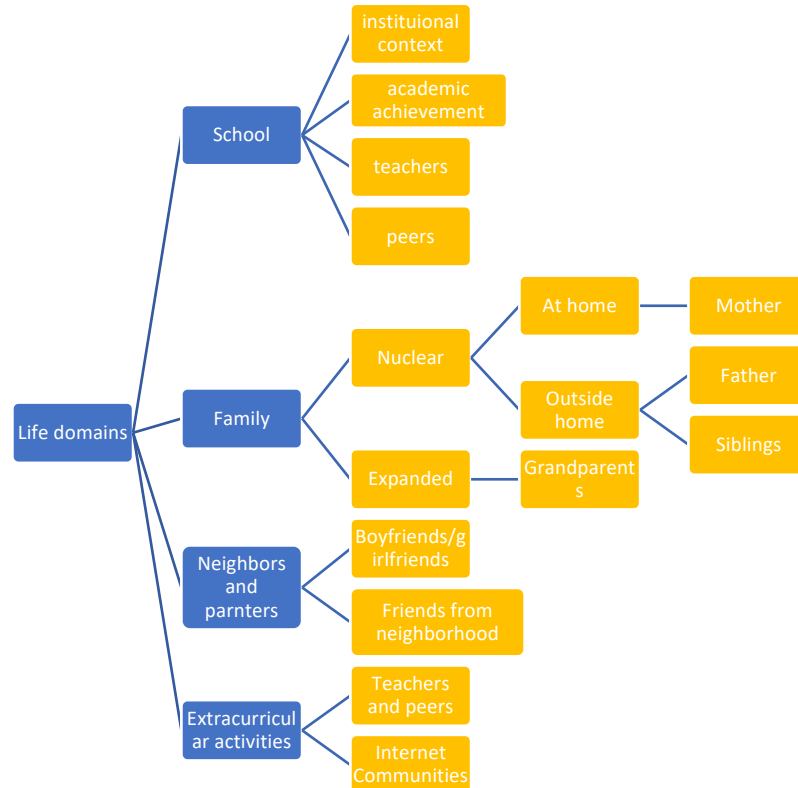 Life domains
School
instituional
context
academic
achievement
teachers
peers
Family
Nuclear
At home
Mother
Outside
home
Father
Siblings
Expanded
Grandparent
s
Neighbors
and
parnters
Boyfriends/g
irlfriends
Friends from
neighborhood
Extracurricul
ar activities
Teachers
and peers
Internet
Communities